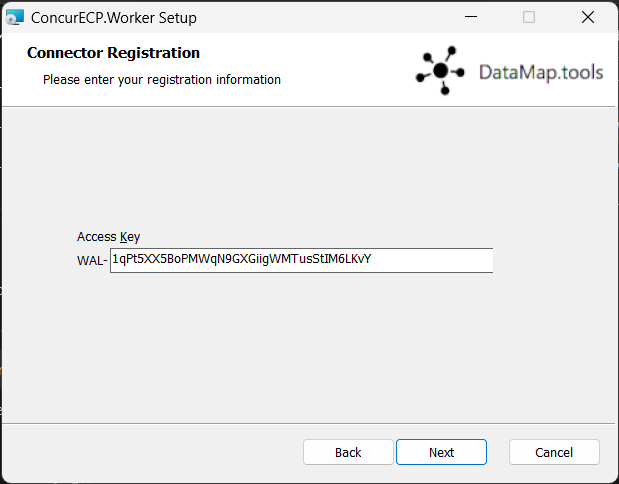 ConcurECP.Worker Setup
Connector Registration
Please enter your registration information
DataMap.tools
Access Key
WAL- 1qPt5XX5BoPMWqN9GXGiigWMTusStIM6LKvY
Back Next Cancel